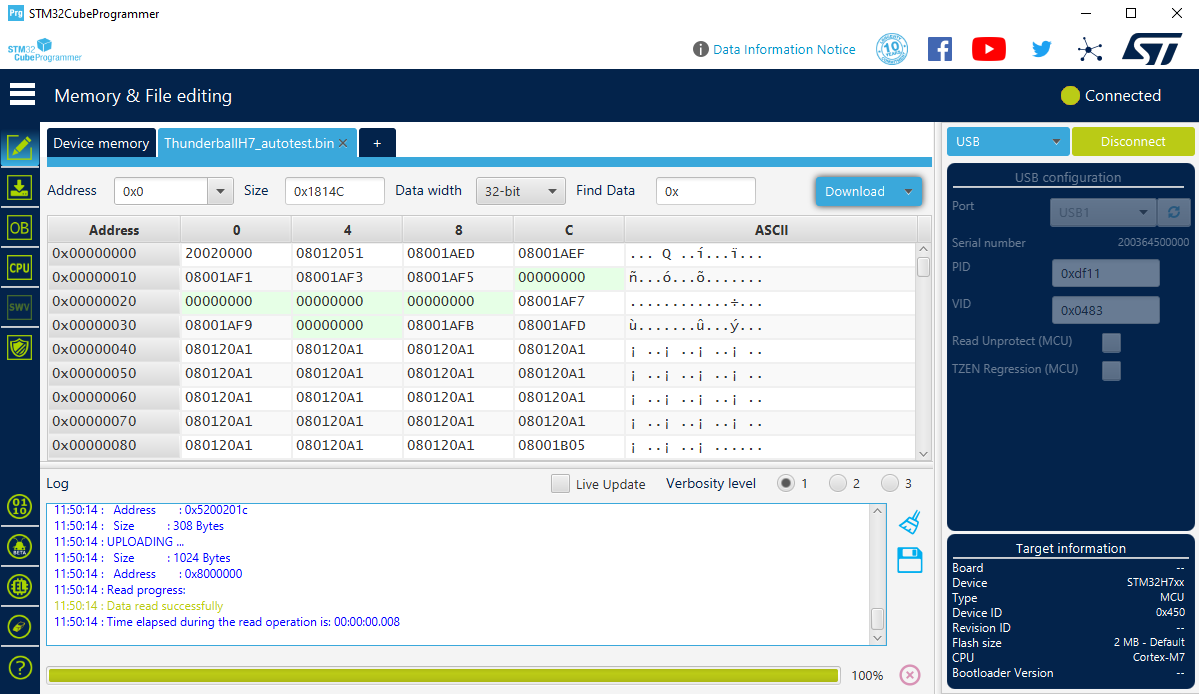 Prg STM32CubeProgrammer
STM32 CubeProgrammer
Data Information Notice
10 YEARS
ST
Memory & File editing
Connected
Device memory ThunderballH7_autotest.bin +
Address 0x0 Size 0x1814C Data width 32-bit Find Data 0x Download
Address 0 4 8 C ASCII
0x00000000 20020000 08012051 08001AED 08001AEF ... Q ..í...ï...
0x00000010 08001AF1 08001AF3 08001AF5 00000000 ñ...ó...õ.......
0x00000020 00000000 00000000 00000000 08001AF7 ............÷...
0x00000030 08001AF9 00000000 08001AFB 08001AFD ù.......û...ý...
0x00000040 080120A1 080120A1 080120A1 080120A1 ¡ ..¡ ..¡ ..¡ ..
0x00000050 080120A1 080120A1 080120A1 080120A1 ¡ ..¡ ..¡ ..¡ ..
0x00000060 080120A1 080120A1 080120A1 080120A1 ¡ ..¡ ..¡ ..¡ ..
0x00000070 080120A1 080120A1 080120A1 080120A1 ¡ ..¡ ..¡ ..¡ ..
0x00000080 080120A1 080120A1 080120A1 08001B05 ¡ ..¡ ..¡ ......
Log Live Update Verbosity level 1 2 3
11:50:14 : Address : 0x5200201c
11:50:14 : Size : 308 Bytes
11:50:14 : UPLOADING ...
11:50:14 : Size : 1024 Bytes
11:50:14 : Address : 0x8000000
11:50:14 : Read progress:
11:50:14 : Data read successfully
11:50:14 : Time elapsed during the read operation is: 00:00:00.008
100%
OB
CPU
SWV
01
10
BETA
?
USB Disconnect
USB configuration
Port USB1
Serial number 200364500000
PID 0xdf11
VID 0x0483
Read Unprotect (MCU)
TZEN Regression (MCU)
Target information
Board --
Device STM32H7xx
Type MCU
Device ID 0x450
Revision ID --
Flash size 2 MB - Default
CPU Cortex-M7
Bootloader Version --